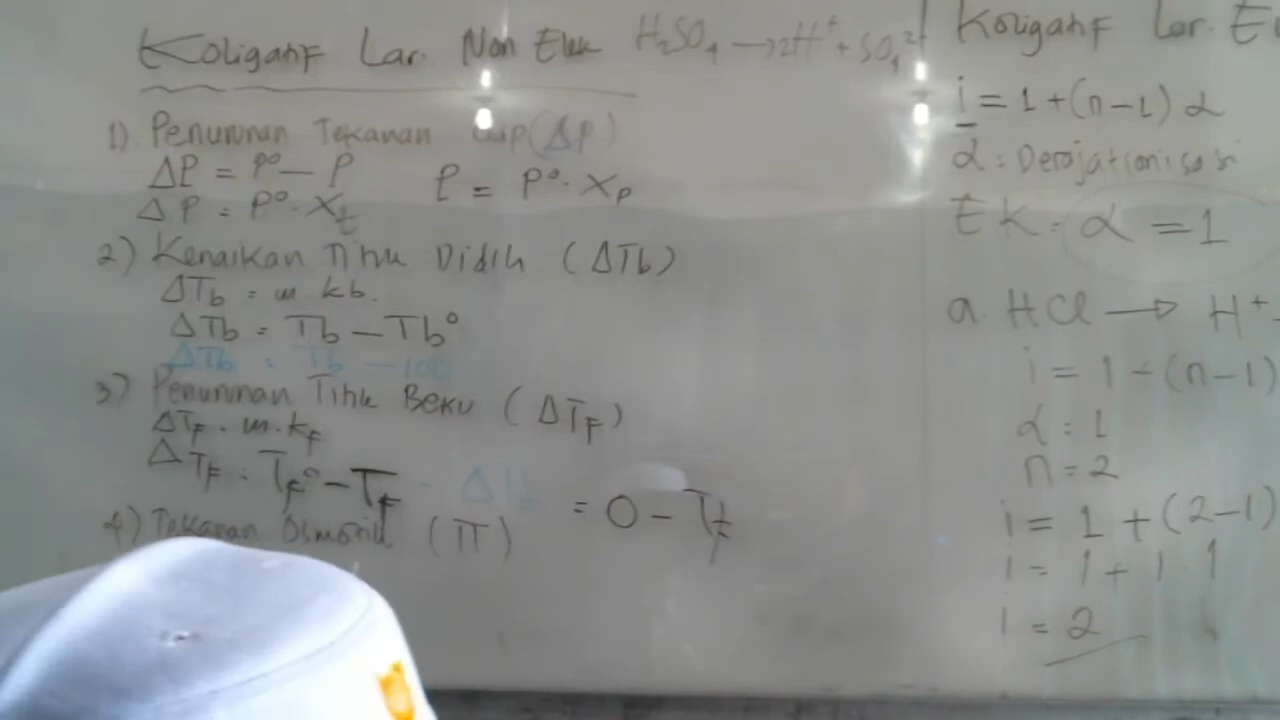 Koligatif Lar. Non Elek
H₂SO₄ → 2H⁺ + SO₄²⁻
1) Penurunan Tekanan Uap (ΔP)
ΔP = P° − P
P = P° · Xp
ΔP = P° · Xt
2) Kenaikan Titik Didih (ΔTb)
ΔTb = m kb.
ΔTb = Tb − Tb°
ΔTb = Tb − 100
3) Penurunan Titik Beku (ΔTF)
ΔTF = m · kF
ΔTF = TF° − TF
= 0 − Tf
4) Tekanan Osmotik (π)
Koligatif Lar. El
i = 1 + (n − 1) α
α : Derajat ionisasi
EK = α = 1
a. HCl → H⁺
i = 1 + (n − 1)
α = 1
n = 2
i = 1 + (2 − 1)
i = 1 + 1
i = 2